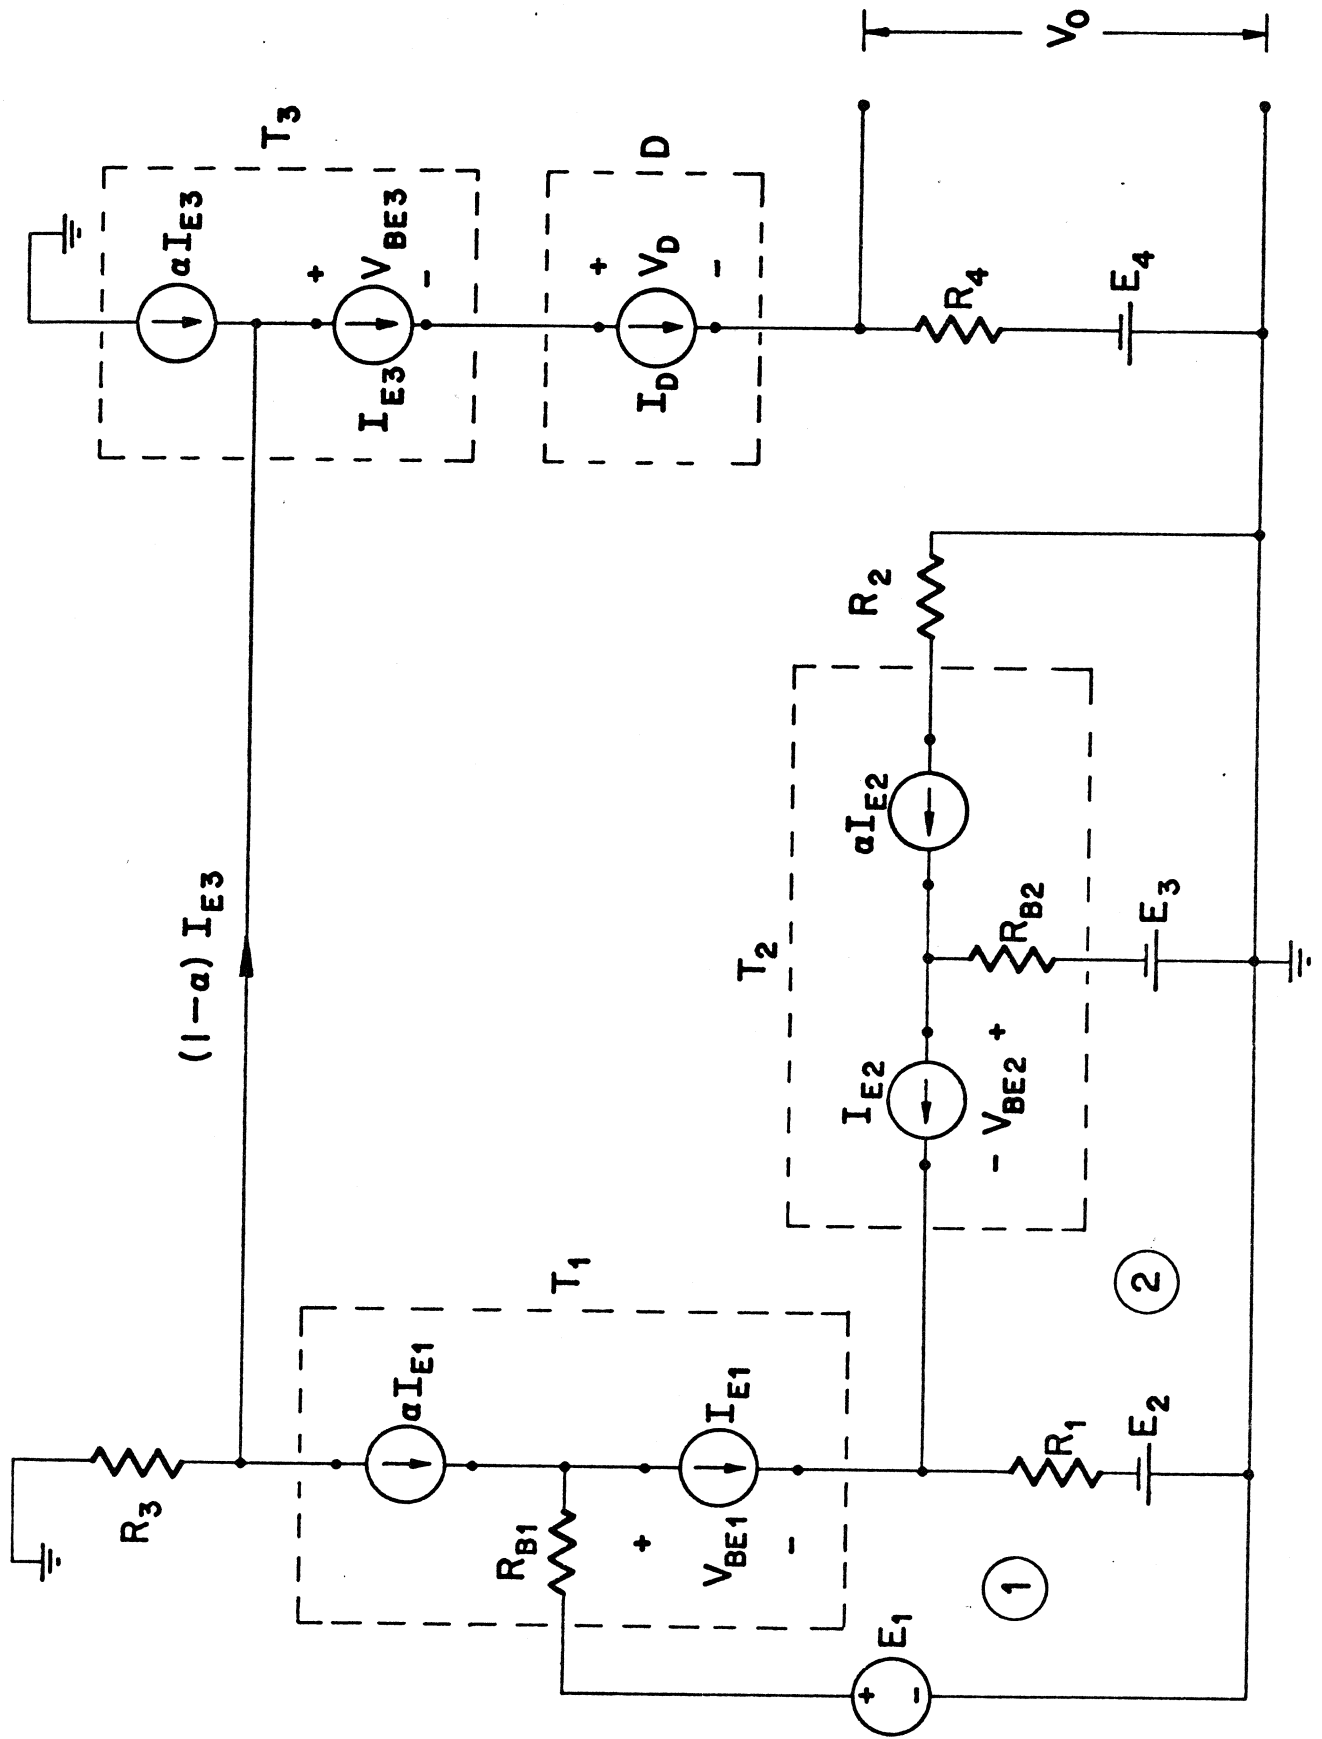 R3
(1-α) IE3
αIE3
T3
VBE3
+
-
IE3
αIE1
T1
RB1
+
VBE1
-
IE1
T2
IE2
- VBE2 +
αIE2
R2
RB2
E3
D
+
VD
-
ID
R4
E4
VO
E1
+
-
1
R1
E2
2